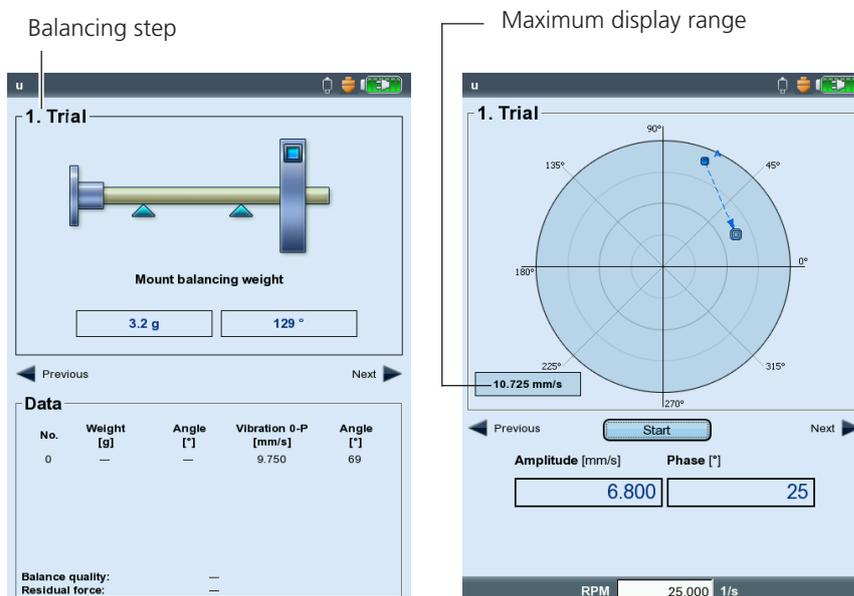 Balancing step
u
1. Trial
Mount balancing weight
3.2 g
129 °
Previous
Next
Data
No. Weight [g] Angle [°] Vibration 0-P [mm/s] Angle [°]
0 — — 9.750 69
Balance quality: —
Residual force: —
Maximum display range
u
1. Trial
90°
135°
45°
A
180°
0°
225°
315°
270°
10.725 mm/s
Previous
Start
Next
Amplitude [mm/s] Phase [°]
6.800 25
RPM 25.000 1/s